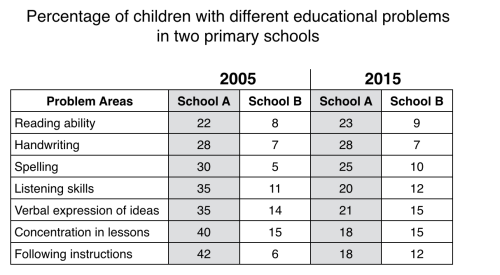 Percentage of children with different educational problems
in two primary schools
2005 2015
Problem Areas School A School B School A School B
Reading ability 22 8 23 9
Handwriting 28 7 28 7
Spelling 30 5 25 10
Listening skills 35 11 20 12
Verbal expression of ideas 35 14 21 15
Concentration in lessons 40 15 18 15
Following instructions 42 6 18 12